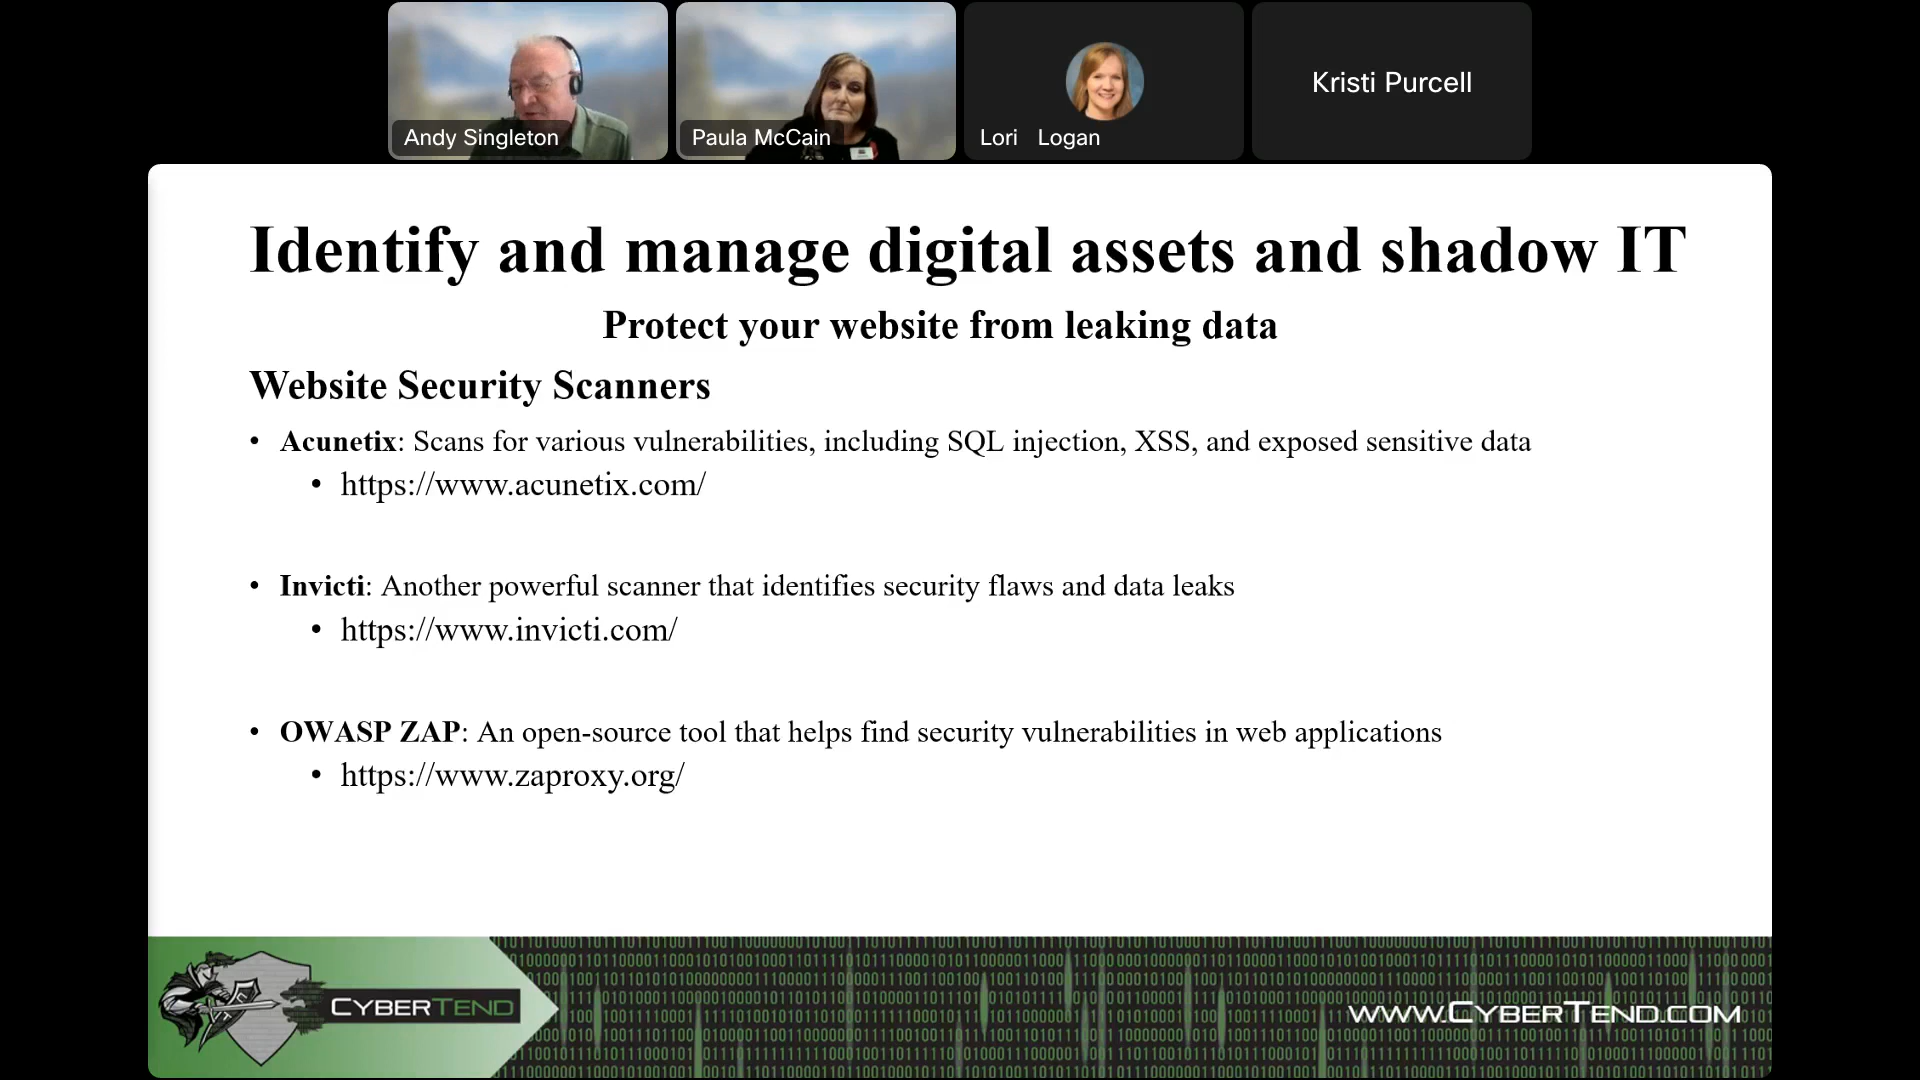 Andy Singleton
Paula McCain
Lori Logan
Kristi Purcell
Identify and manage digital assets and shadow IT
Protect your website from leaking data
Website Security Scanners
• Acunetix: Scans for various vulnerabilities, including SQL injection, XSS, and exposed sensitive data
• https://www.acunetix.com/
• Invicti: Another powerful scanner that identifies security flaws and data leaks
• https://www.invicti.com/
• OWASP ZAP: An open-source tool that helps find security vulnerabilities in web applications
• https://www.zaproxy.org/
CYBERTEND
WWW.CYBERTEND.COM